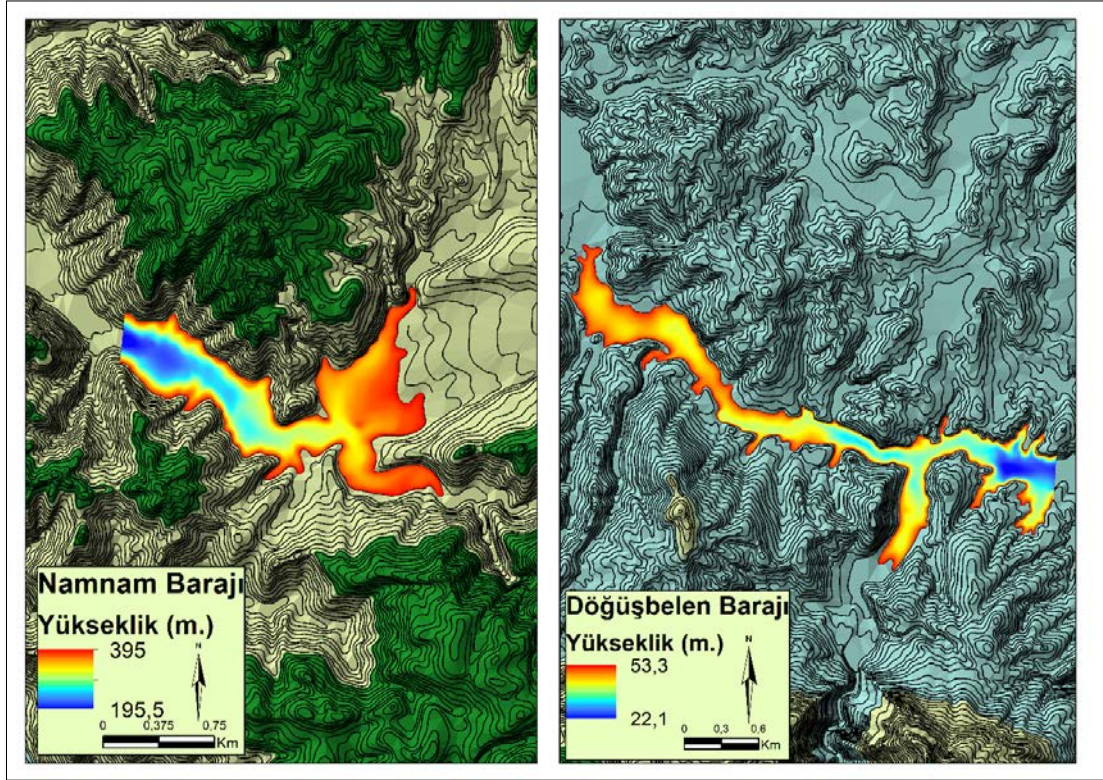 Namnam Barajı
Yükseklik (m.)
395
195,5
N
0 0,375 0,75
Km
Döğüşbelen Barajı
Yükseklik (m.)
53,3
22,1
N
0 0,3 0,6
Km